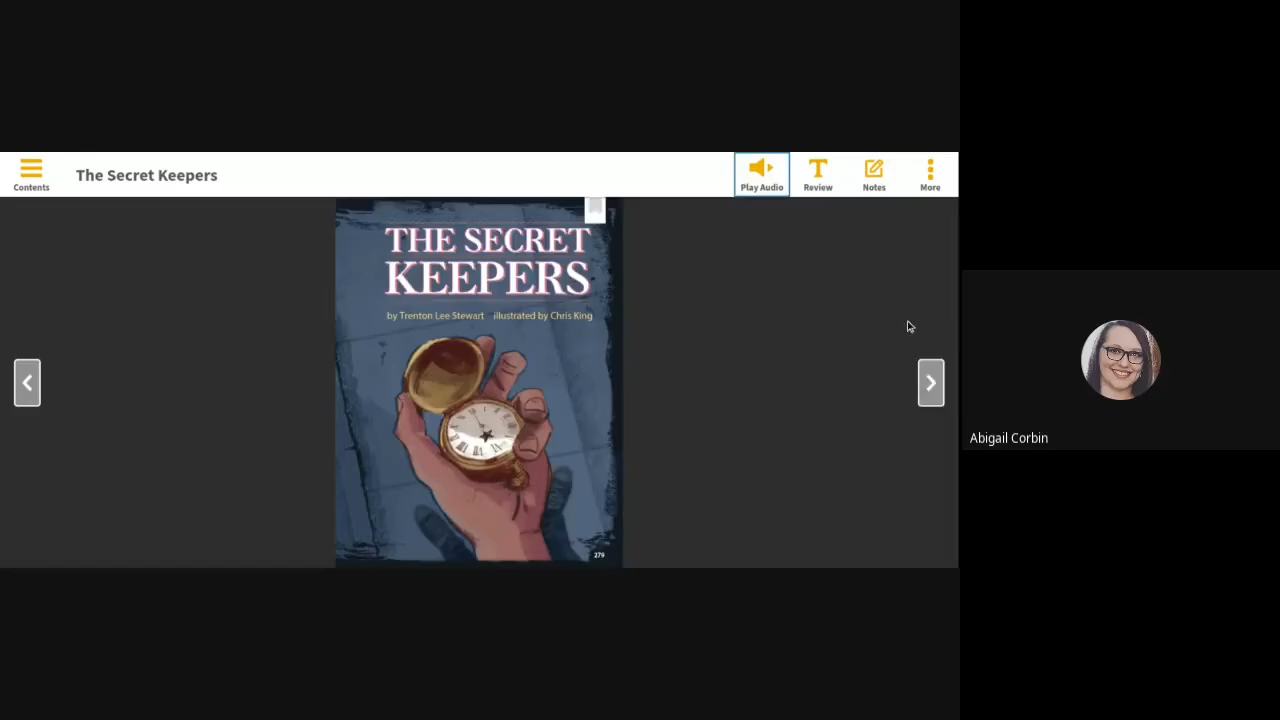 Contents
The Secret Keepers
Play Audio
Review
Notes
More
THE SECRET
KEEPERS
by Trenton Lee Stewart illustrated by Chris King
279
Abigail Corbin